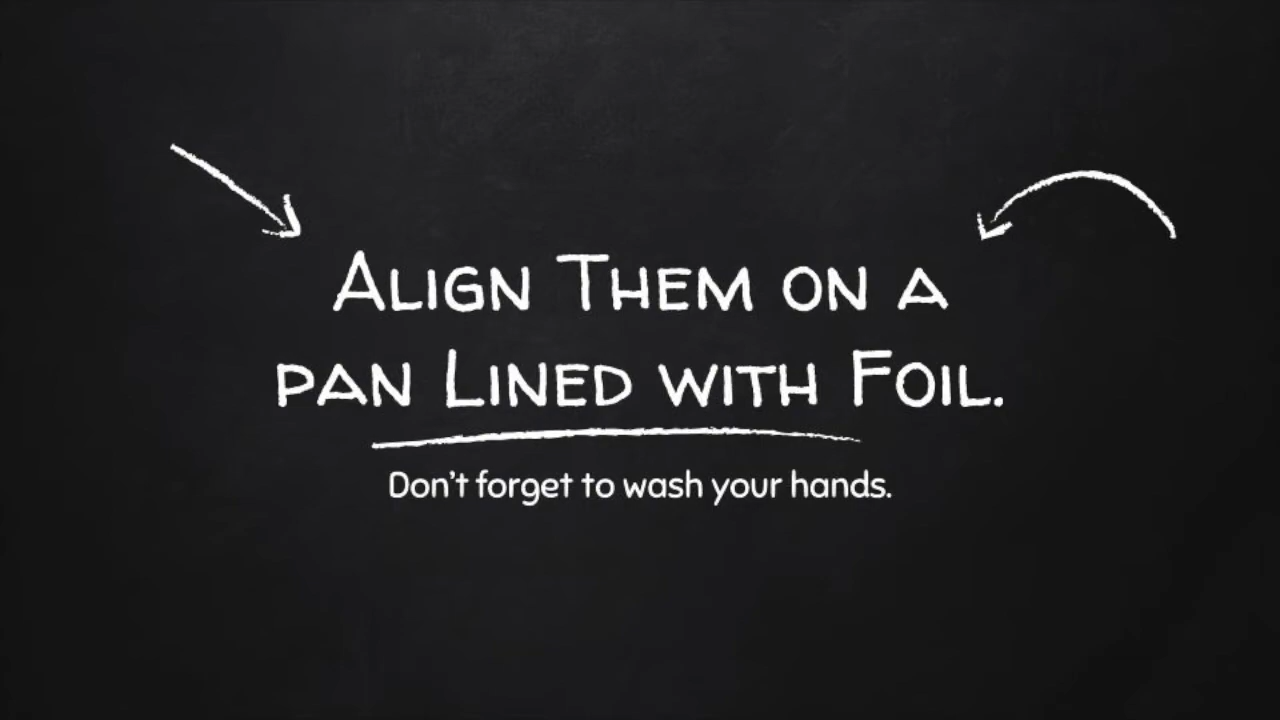 Align Them on a
pan Lined with Foil.
Don't forget to wash your hands.